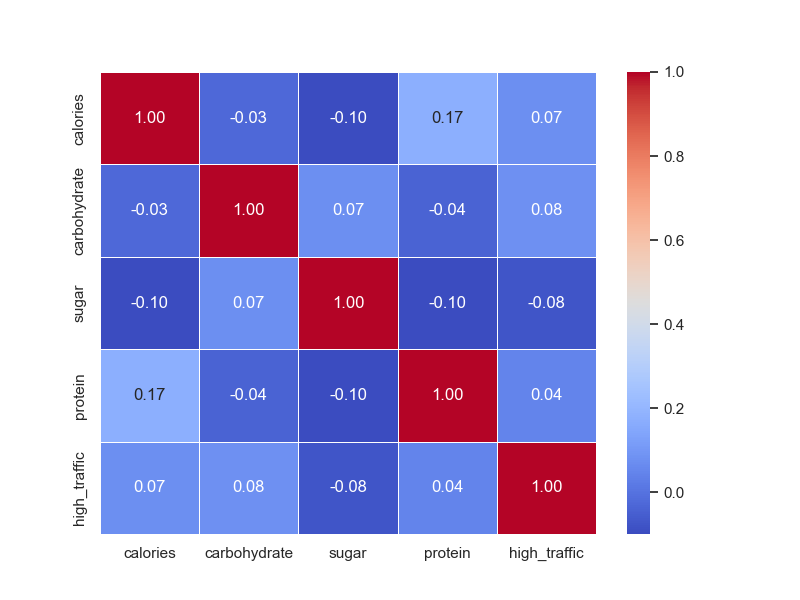 calories 1.00 -0.03 -0.10 0.17 0.07
carbohydrate -0.03 1.00 0.07 -0.04 0.08
sugar -0.10 0.07 1.00 -0.10 -0.08
protein 0.17 -0.04 -0.10 1.00 0.04
high_traffic 0.07 0.08 -0.08 0.04 1.00
calories carbohydrate sugar protein high_traffic
1.0
0.8
0.6
0.4
0.2
0.0